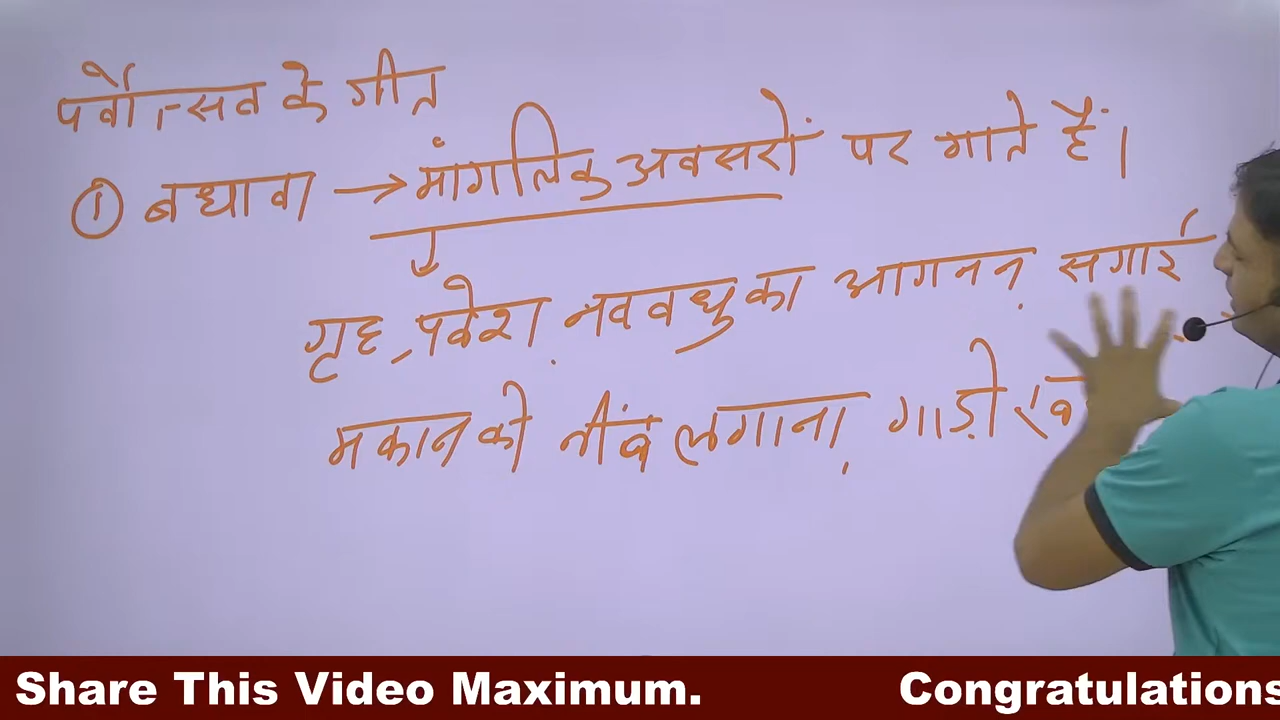 पर्वोत्सव के गीत
① बधावा → मांगलिक अवसरों पर गाते हैं।
गृह प्रवेश, नववधु का आगमन, सगाई
मकान की नींव लगाना, गाड़ी
Share This Video Maximum. Congratulations